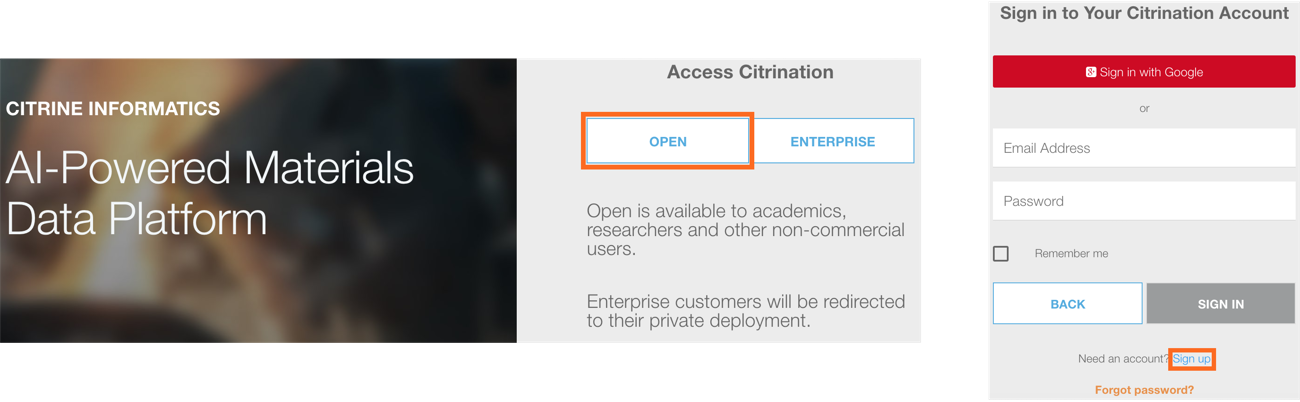 CITRINE INFORMATICS
AI-Powered Materials
Data Platform
Access Citrination
OPEN
ENTERPRISE
Open is available to academics,
researchers and other non-commercial
users.
Enterprise customers will be redirected
to their private deployment.
Sign in to Your Citrination Account
Sign in with Google
or
Email Address
Password
Remember me
BACK
SIGN IN
Need an account? Sign up
Forgot password?